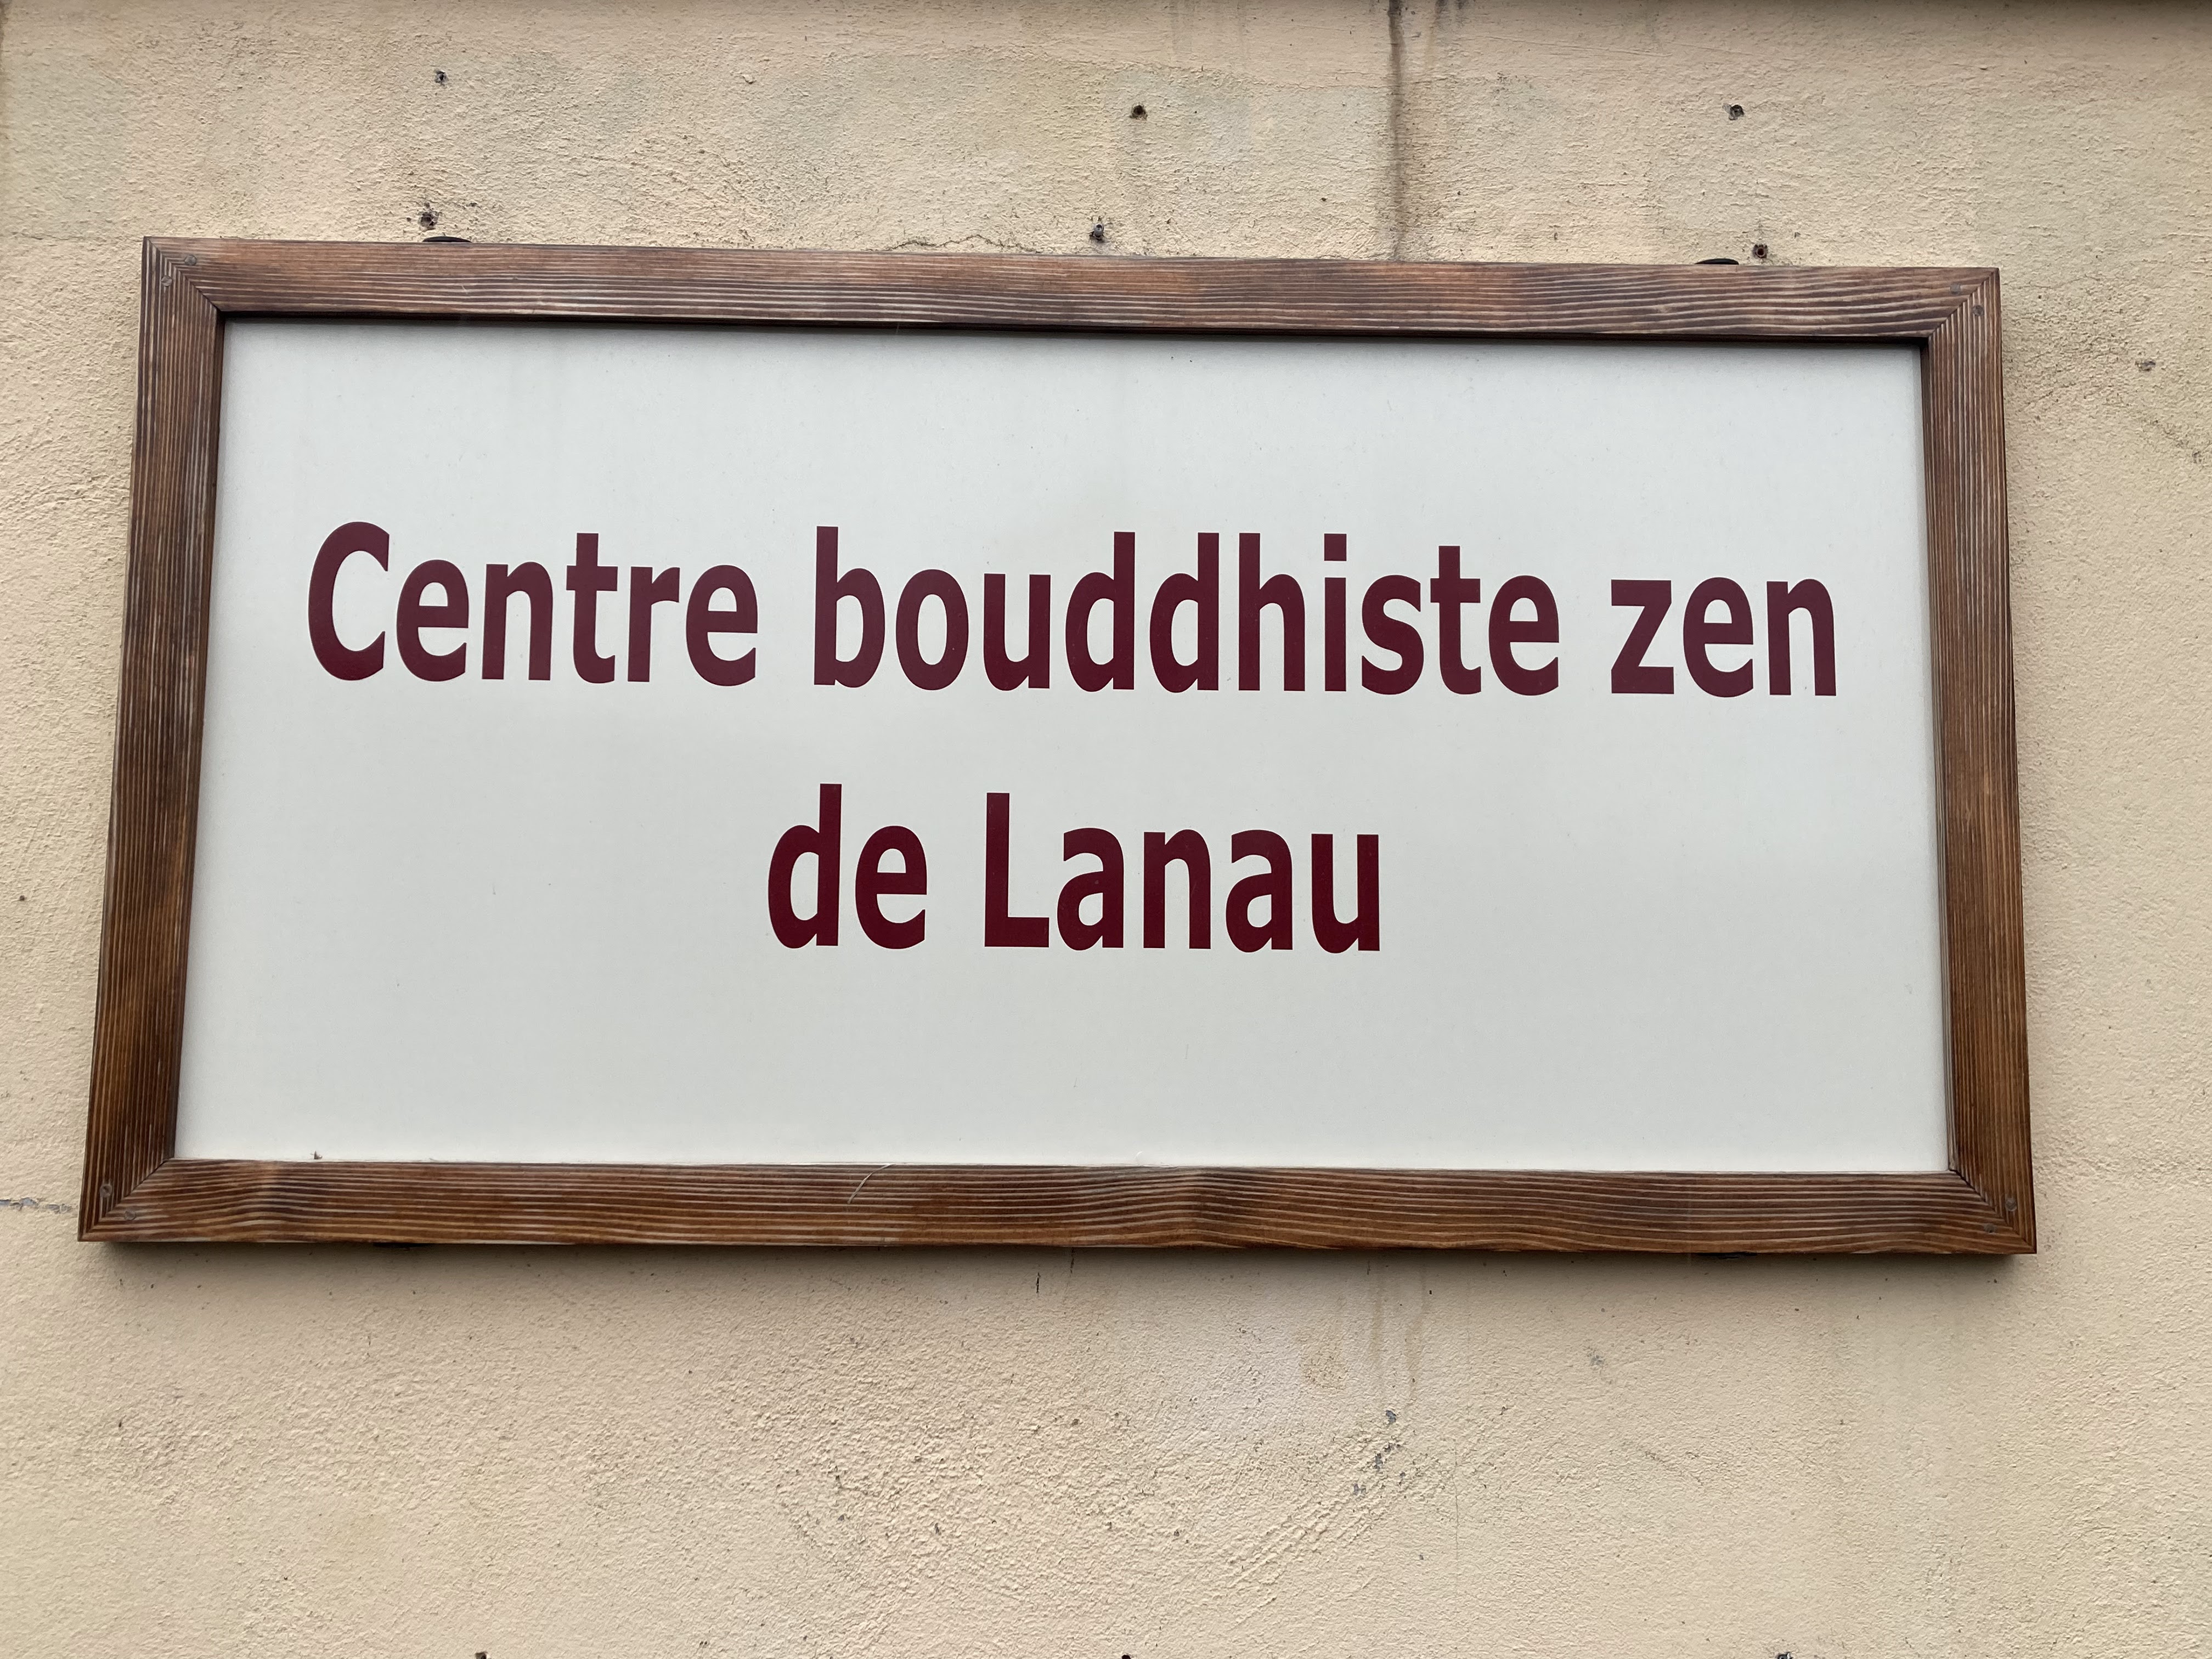 Centre bouddhiste zen
de Lanau